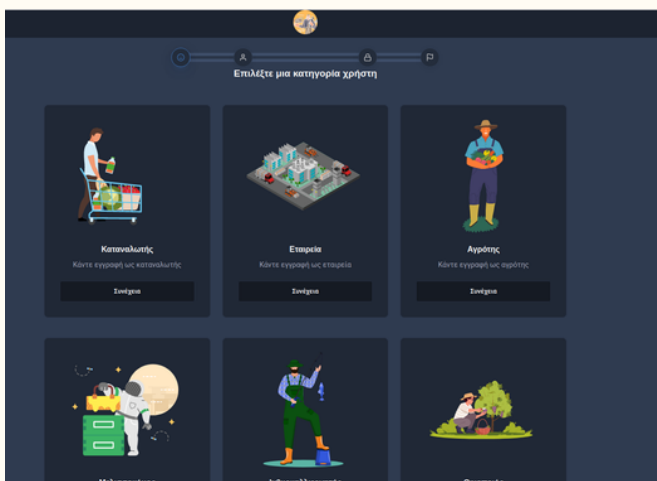 Επιλέξτε μια κατηγορία χρήστη
Καταναλωτής
Κάντε εγγραφή ως καταναλωτής
Συνέχεια
Εταιρεία
Κάντε εγγραφή ως εταιρεία
Συνέχεια
Αγρότης
Κάντε εγγραφή ως αγρότης
Συνέχεια